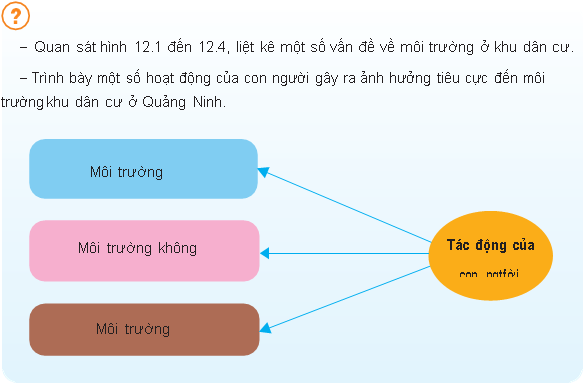 ?
– Quan sát hình 12.1 đến 12.4, liệt kê một số vấn đề về môi trường ở khu dân cư.
– Trình bày một số hoạt động của con người gây ra ảnh hưởng tiêu cực đến môi
trường khu dân cư ở Quảng Ninh.
Môi trường
Môi trường không
Môi trường
Tác động của
con